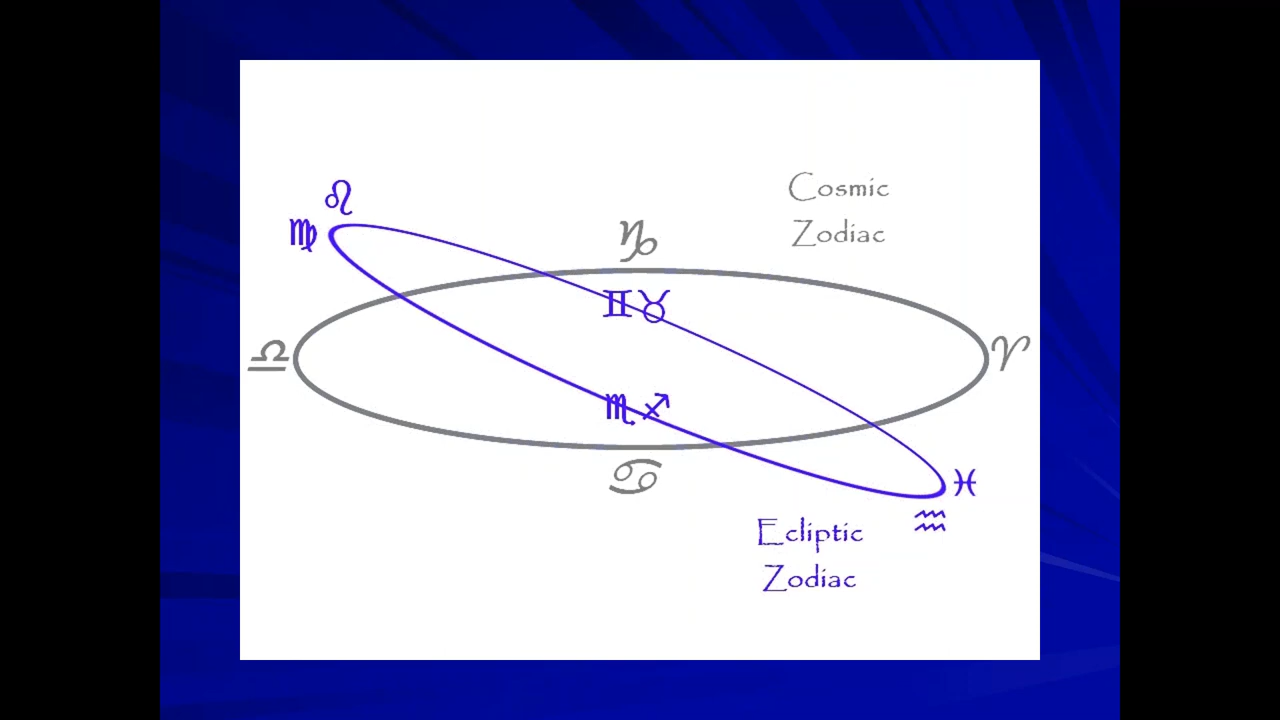 ♌
Cosmic
♍
♑
Zodiac
♊♉
♎
♈
♏♐
♋
♓
♒
Ecliptic
Zodiac